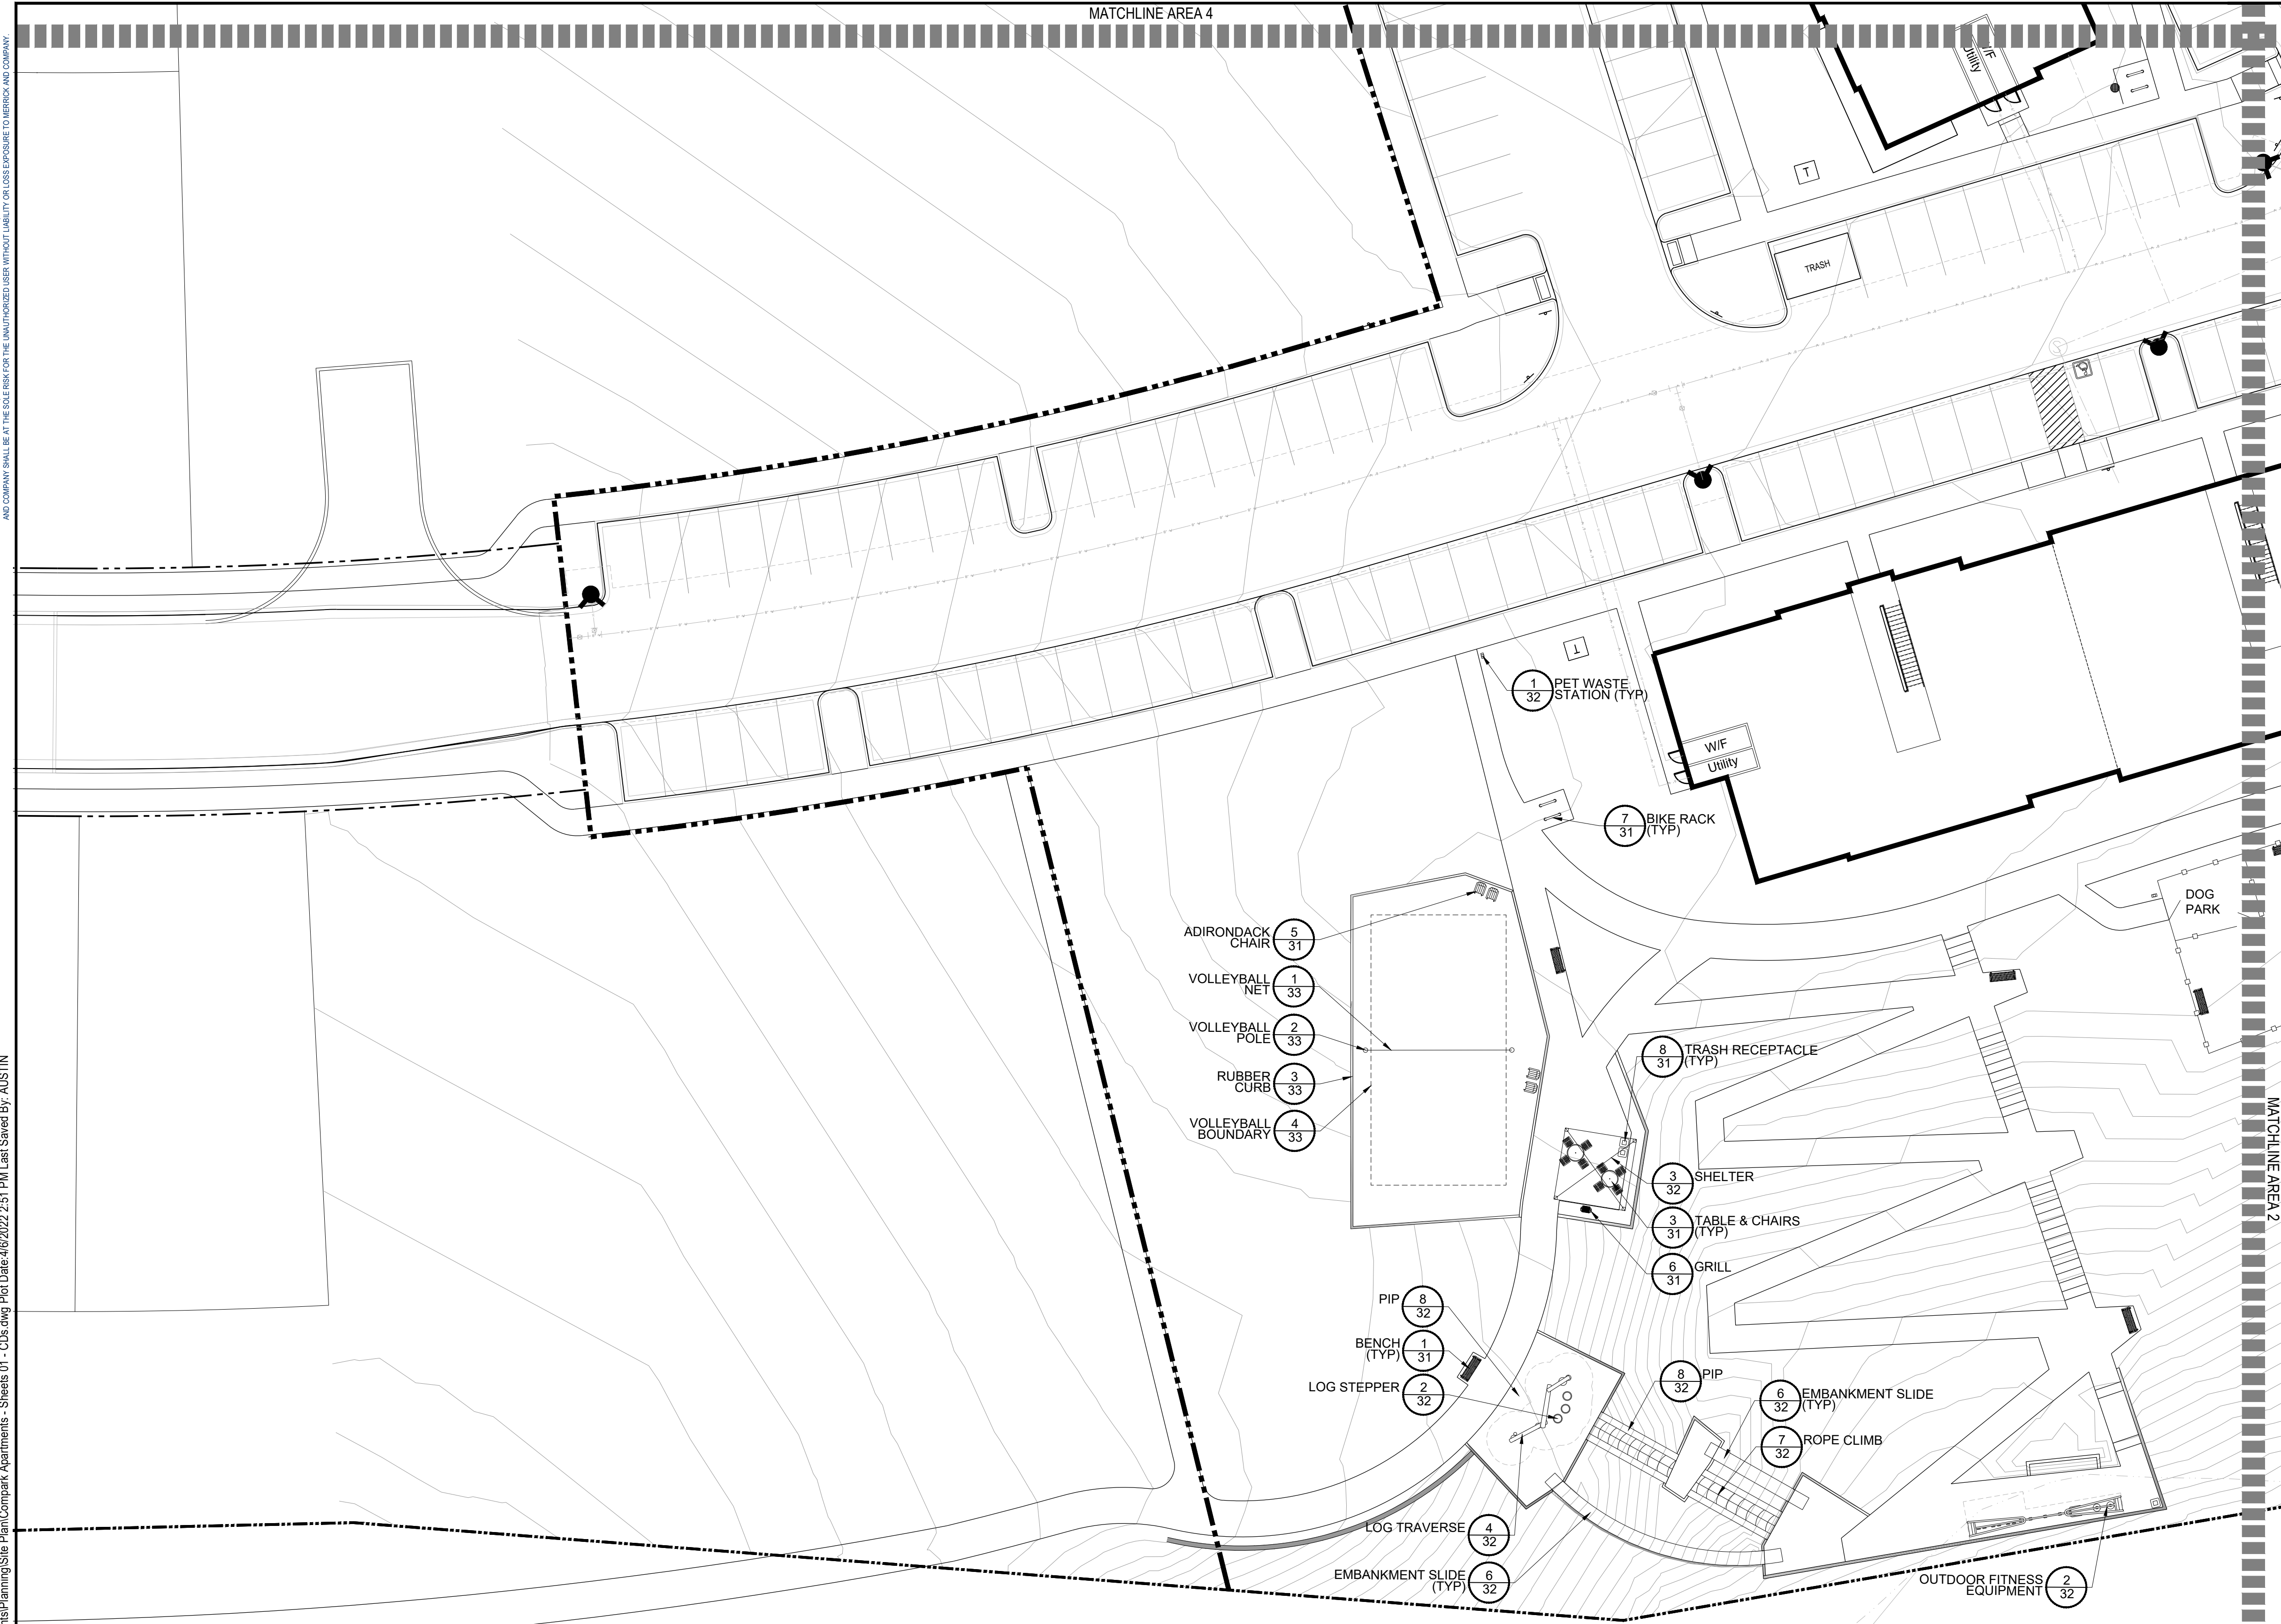 MATCHLINE AREA 4
AND COMPANY SHALL BE AT THE SOLE RISK FOR THE UNAUTHORIZED USER WITHOUT LIABILITY OR LOSS EXPOSURE TO MERRICK AND COMPANY.
W/F
Utility
T
TRASH
1
32
PET WASTE
STATION (TYP)
T
W/F
Utility
7
31
BIKE RACK
(TYP)
DOG
PARK
ADIRONDACK
CHAIR
5
31
VOLLEYBALL
NET
1
33
VOLLEYBALL
POLE
2
33
RUBBER
CURB
3
33
VOLLEYBALL
BOUNDARY
4
33
8
31
TRASH RECEPTACLE
(TYP)
3
32
SHELTER
3
31
TABLE & CHAIRS
(TYP)
6
31
GRILL
MATCHLINE AREA 2
PIP
8
32
BENCH
(TYP)
1
31
LOG STEPPER
2
32
8
32
PIP
6
32
EMBANKMENT SLIDE
(TYP)
7
32
ROPE CLIMB
LOG TRAVERSE
4
32
EMBANKMENT SLIDE
(TYP)
6
32
OUTDOOR FITNESS
EQUIPMENT
2
32
nts\Planning\Site Plan\Compark Apartments - Sheets 01 - CDs.dwg Plot Date:4/6/2022 2:51 PM Last Saved By: AUSTIN